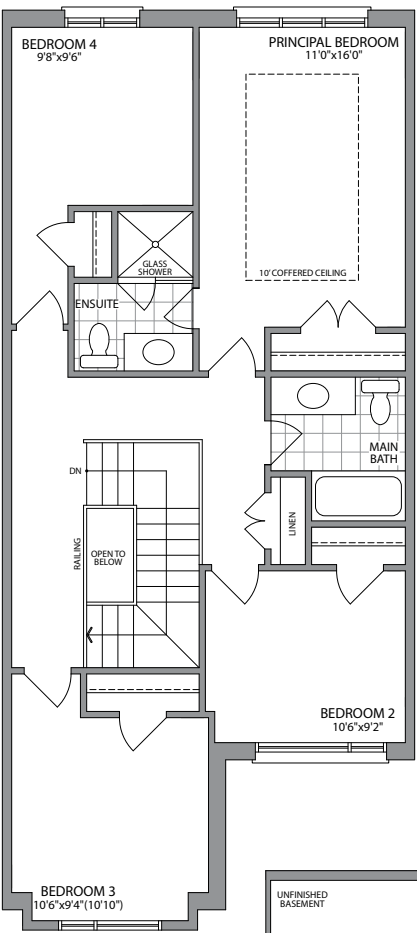 BEDROOM 4
9'8"x9'6"
PRINCIPAL BEDROOM
11'0"x16'0"
10' COFFERED CEILING
GLASS
SHOWER
ENSUITE
MAIN
BATH
DN
LINEN
RAILING
OPEN TO
BELOW
BEDROOM 2
10'6"x9'2"
BEDROOM 3
10'6"x9'4"(10'10")
UNFINISHED
BASEMENT